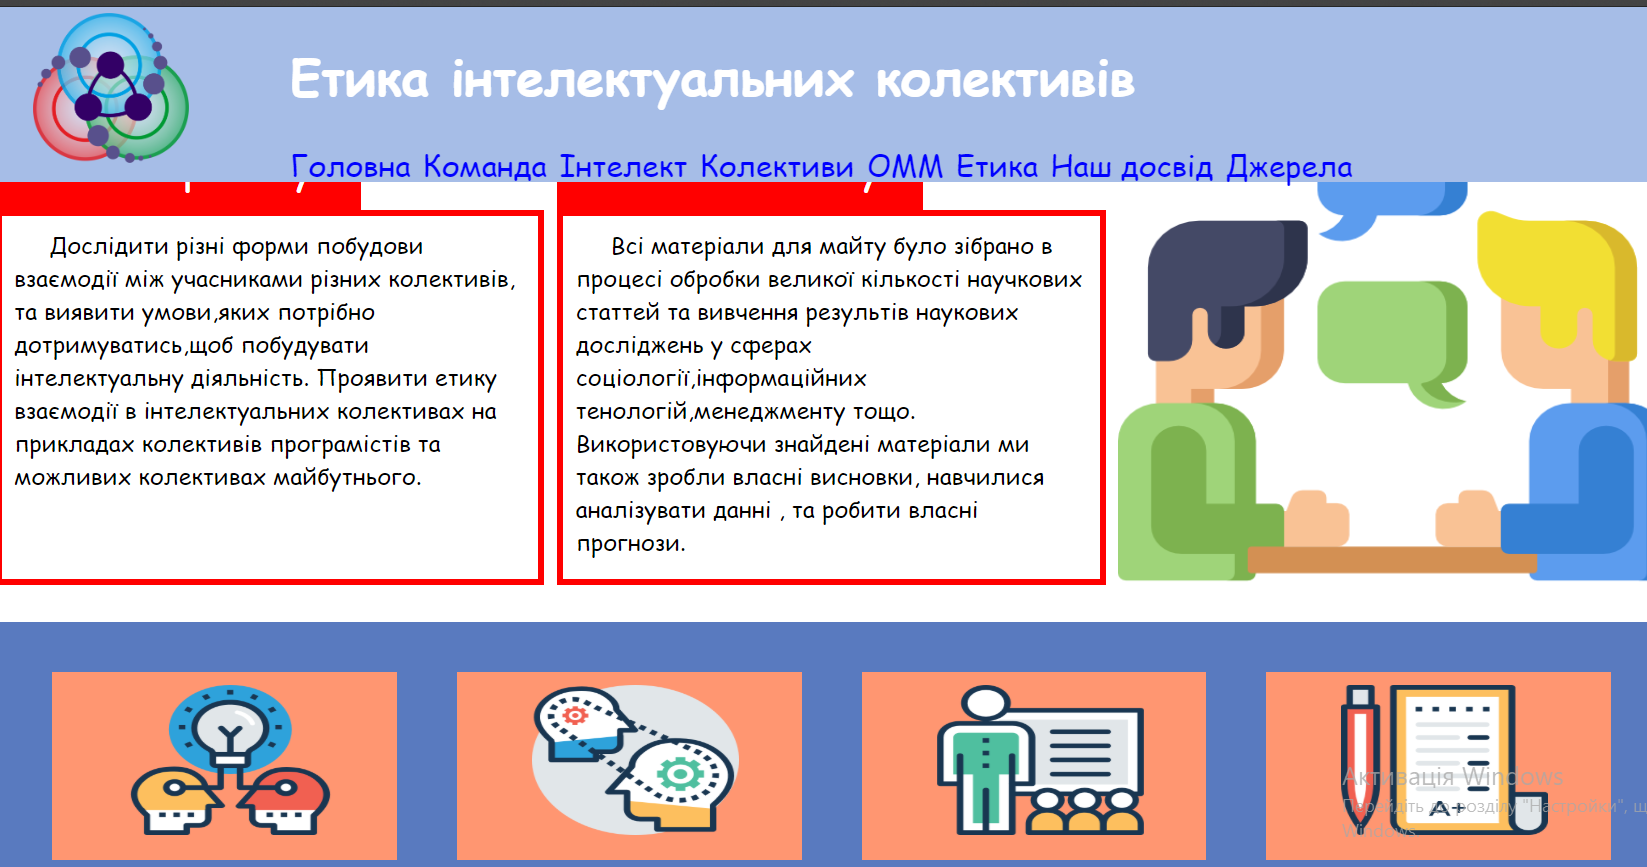 Етика інтелектуальних колективів
Головна Команда Інтелект Колективи ОММ Етика Наш досвід Джерела
Дослідити різні форми побудови
взаємодії між учасниками різних колективів,
та виявити умови,яких потрібно
дотримуватись,щоб побудувати
інтелектуальну діяльність. Проявити етику
взаємодії в інтелектуальних колективах на
прикладах колективів програмістів та
можливих колективах майбутнього.
Всі матеріали для майту було зібрано в
процесі обробки великої кількості научкових
статтей та вивчення результів наукових
досліджень у сферах
соціології,інформаційних
тенологій,менеджменту тощо.
Використовуючи знайдені матеріали ми
також зробли власні висновки, навчилися
аналізувати данні , та робити власні
прогнози.
A+
Активація Windows
Перейдіть до розділу "Настройки", щ
Windows